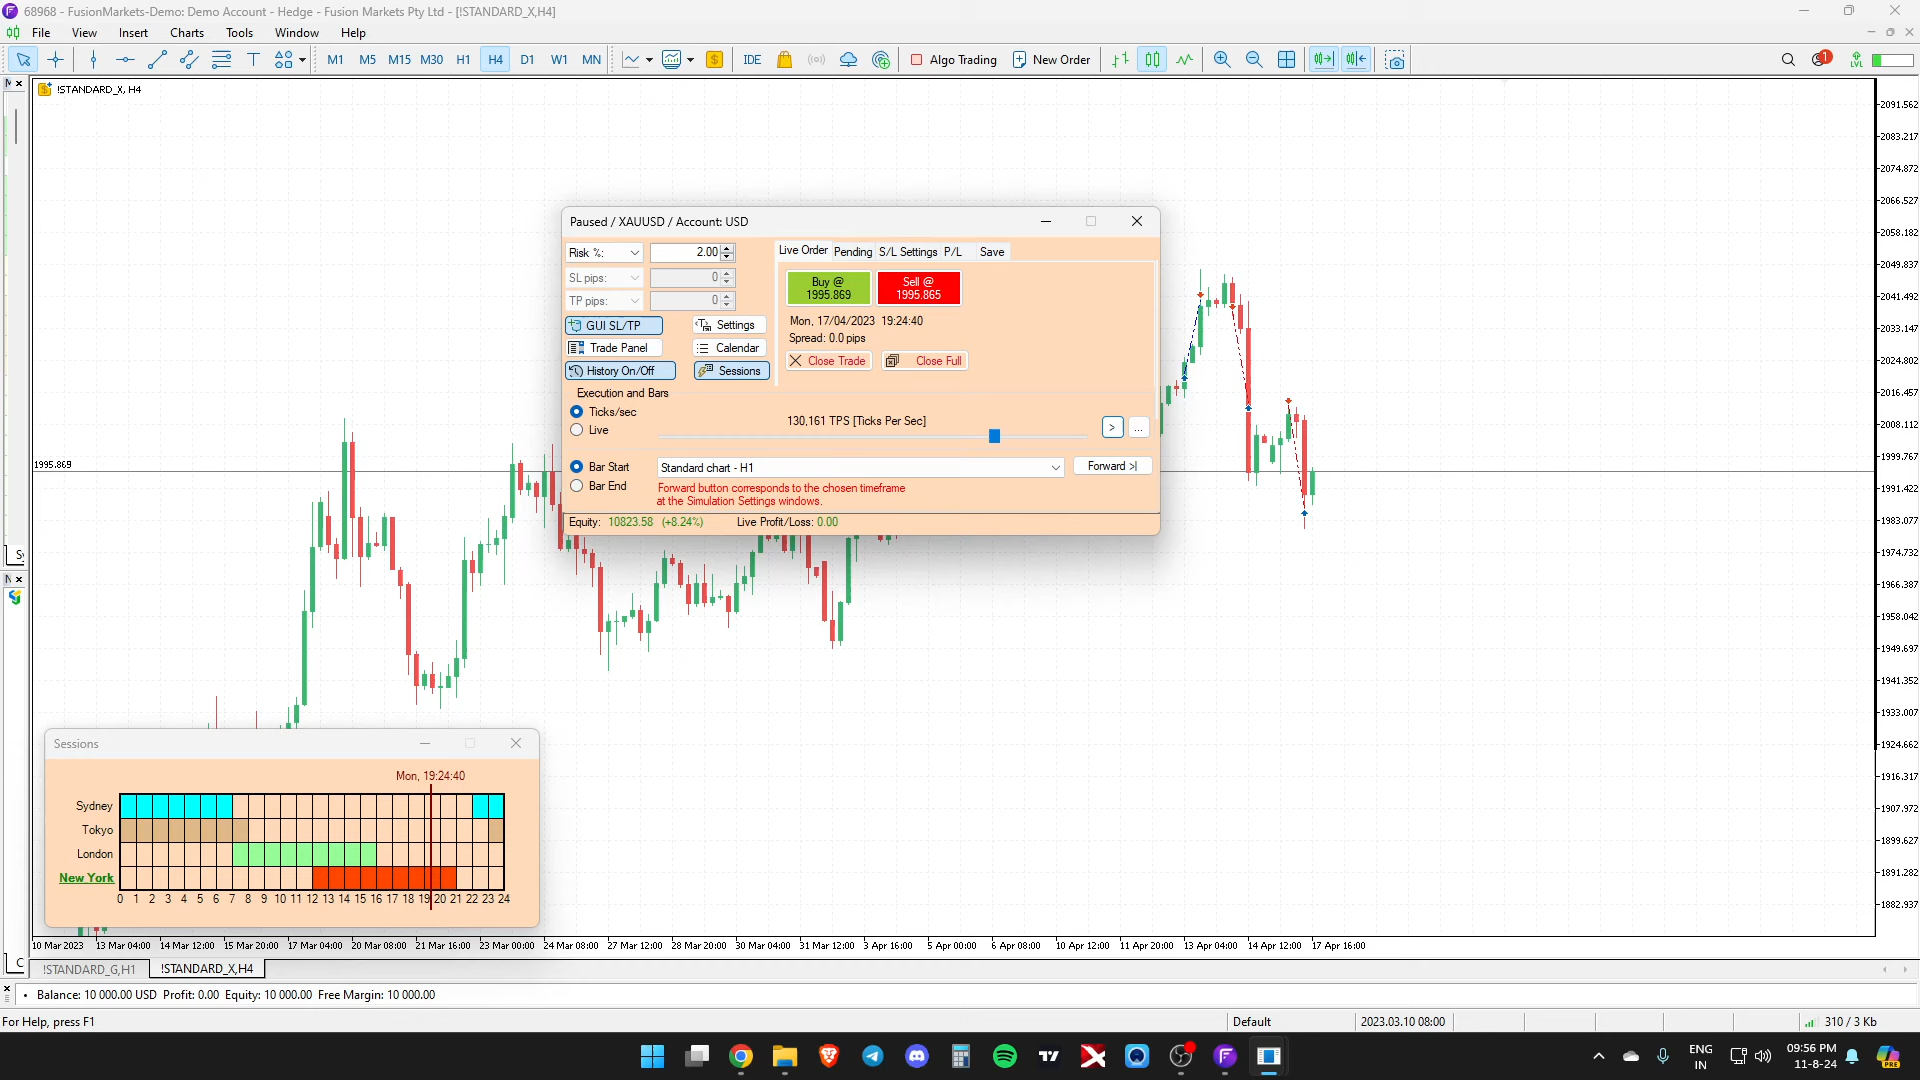 68968 - FusionMarkets-Demo: Demo Account - Hedge - Fusion Markets Pty Ltd - [!STANDARD_X,H4]
File View Insert Charts Tools Window Help
M1 M5 M15 M30 H1 H4 D1 W1 MN IDE Algo Trading New Order
1
LVL
!STANDARD_X, H4
Paused / XAUUSD / Account: USD
Risk %: 2.00
SL pips: 0
TP pips: 0
GUI SL/TP Settings
Trade Panel Calendar
History On/Off Sessions
Live Order Pending S/L Settings P/L Save
Buy @ 1995.869
Sell @ 1995.865
Mon, 17/04/2023 19:24:40
Spread: 0.0 pips
Close Trade Close Full
Execution and Bars
Ticks/sec
Live
130,161 TPS [Ticks Per Sec]
> ...
Bar Start
Bar End
Standard chart - H1
Forward >|
Forward button corresponds to the chosen timeframe
at the Simulation Settings windows.
Equity: 10823.58 (+8.24%) Live Profit/Loss: 0.00
1995.869
2091.562
2083.217
2074.872
2066.527
2058.182
2049.837
2041.492
2033.147
2024.802
2016.457
2008.112
1999.767
1991.422
1983.077
1974.732
1966.387
1958.042
1949.697
1941.352
1933.007
1924.662
1916.317
1907.972
1899.627
1891.282
1882.937
Sessions
Mon, 19:24:40
Sydney
Tokyo
London
New York
0 1 2 3 4 5 6 7 8 9 10 11 12 13 14 15 16 17 18 19 20 21 22 23 24
10 Mar 2023 13 Mar 04:00 14 Mar 12:00 15 Mar 20:00 17 Mar 04:00 20 Mar 08:00 21 Mar 16:00 23 Mar 00:00 24 Mar 08:00 27 Mar 12:00 28 Mar 20:00 30 Mar 04:00 31 Mar 12:00 3 Apr 16:00 5 Apr 00:00 6 Apr 08:00 10 Apr 12:00 11 Apr 20:00 13 Apr 04:00 14 Apr 12:00 17 Apr 16:00
!STANDARD_G,H1 !STANDARD_X,H4
Balance: 10 000.00 USD Profit: 0.00 Equity: 10 000.00 Free Margin: 10 000.00
For Help, press F1 Default 2023.03.10 08:00 310 / 3 Kb
ENG
IN
09:56 PM
11-8-24
PRE